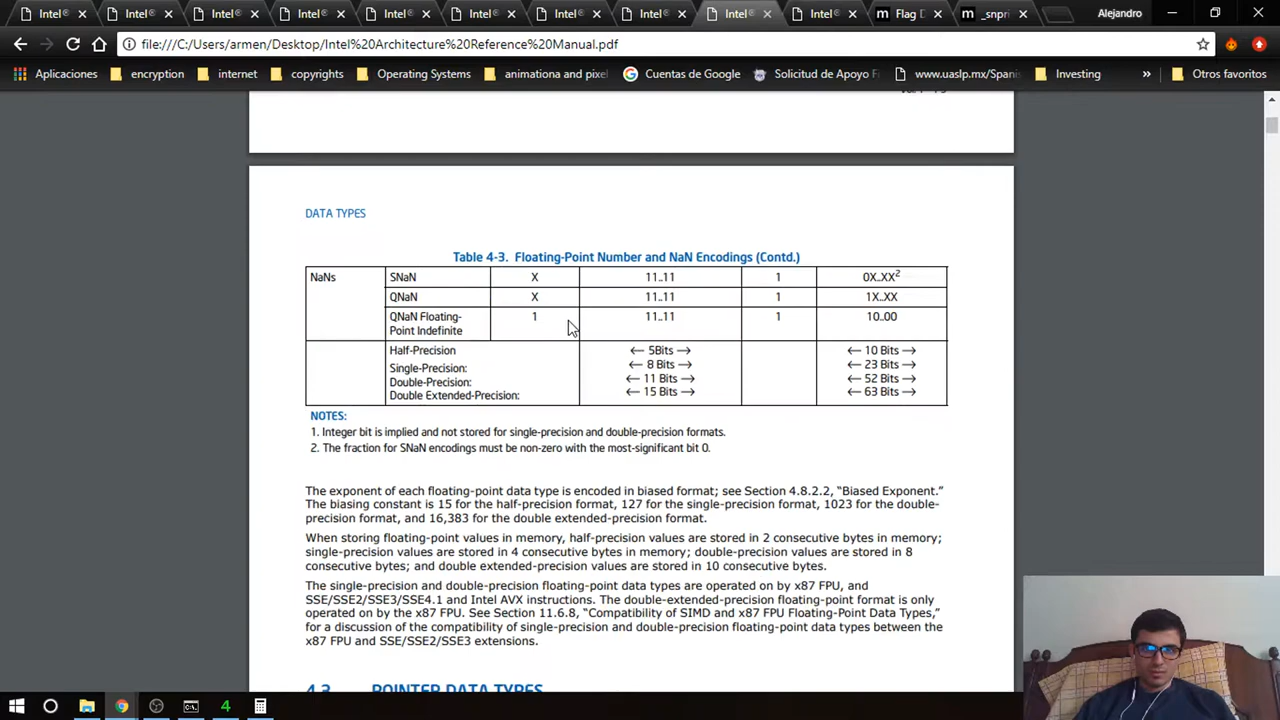 Intel® Intel® Intel® Intel® Intel® Intel® Intel® Intel® Intel® Intel® Flag D _snpri Alejandro
file:///C:/Users/armen/Desktop/Intel%20Architecture%20Reference%20Manual.pdf
Aplicaciones encryption internet copyrights Operating Systems animationa and pixel Cuentas de Google Solicitud de Apoyo F www.uaslp.mx/Spani Investing » Otros favoritos
DATA TYPES
Table 4-3. Floating-Point Number and NaN Encodings (Contd.)
NaNs SNaN X 11..11 1 0X..XX2
QNaN X 11..11 1 1X..XX
QNaN Floating- 1 11..11 1 10..00
Point Indefinite
Half-Precision ← 5Bits → ← 10 Bits →
Single-Precision: ← 8 Bits → ← 23 Bits →
Double-Precision: ← 11 Bits → ← 52 Bits →
Double Extended-Precision: ← 15 Bits → ← 63 Bits →
NOTES:
1. Integer bit is implied and not stored for single-precision and double-precision formats.
2. The fraction for SNaN encodings must be non-zero with the most-significant bit 0.
The exponent of each floating-point data type is encoded in biased format; see Section 4.8.2.2, “Biased Exponent.”
The biasing constant is 15 for the half-precision format, 127 for the single-precision format, 1023 for the double-
precision format, and 16,383 for the double extended-precision format.
When storing floating-point values in memory, half-precision values are stored in 2 consecutive bytes in memory;
single-precision values are stored in 4 consecutive bytes in memory; double-precision values are stored in 8
consecutive bytes; and double extended-precision values are stored in 10 consecutive bytes.
The single-precision and double-precision floating-point data types are operated on by x87 FPU, and
SSE/SSE2/SSE3/SSE4.1 and Intel AVX instructions. The double-extended-precision floating-point format is only
operated on by the x87 FPU. See Section 11.6.8, “Compatibility of SIMD and x87 FPU Floating-Point Data Types,”
for a discussion of the compatibility of single-precision and double-precision floating-point data types between the
x87 FPU and SSE/SSE2/SSE3 extensions.
4.3 POINTER DATA TYPES